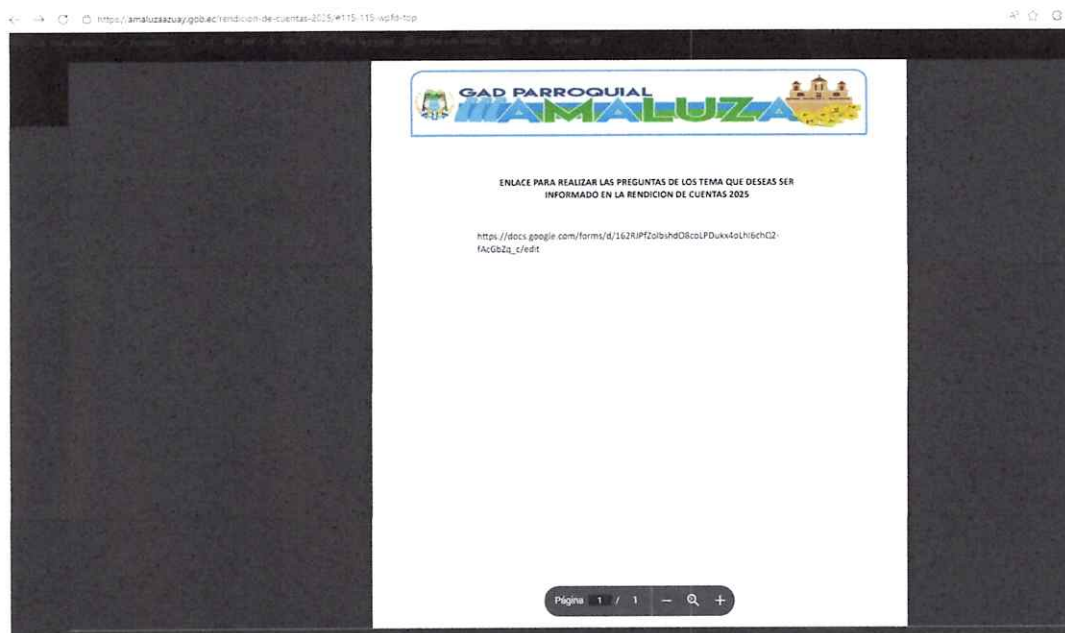 https://amaluzaazuay.gob.ec/rendicion-de-cuentas-2025/#115-115-wpfd-top
GAD PARROQUIAL
AMALUZA
ENLACE PARA REALIZAR LAS PREGUNTAS DE LOS TEMA QUE DESEAS SER
INFORMADO EN LA RENDICION DE CUENTAS 2025
https://docs.google.com/forms/d/162RJPfZolbshdO8coLPDukx4oLhI6chO2-
fAcGbZq_c/edit
Página 1 / 1